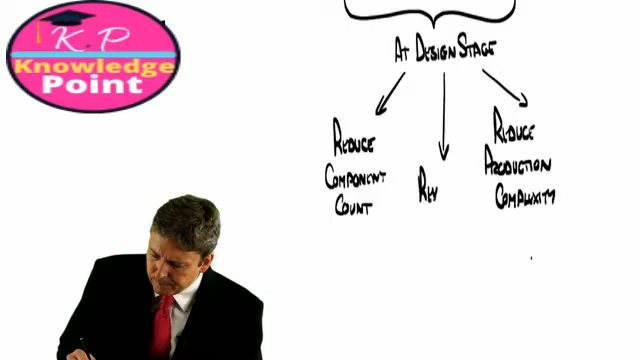 K.P
Knowledge
Point
AT DESIGN STAGE
REDUCE
COMPONENT
COUNT
REDUCE
PRODUCTION
COMPLEXITY